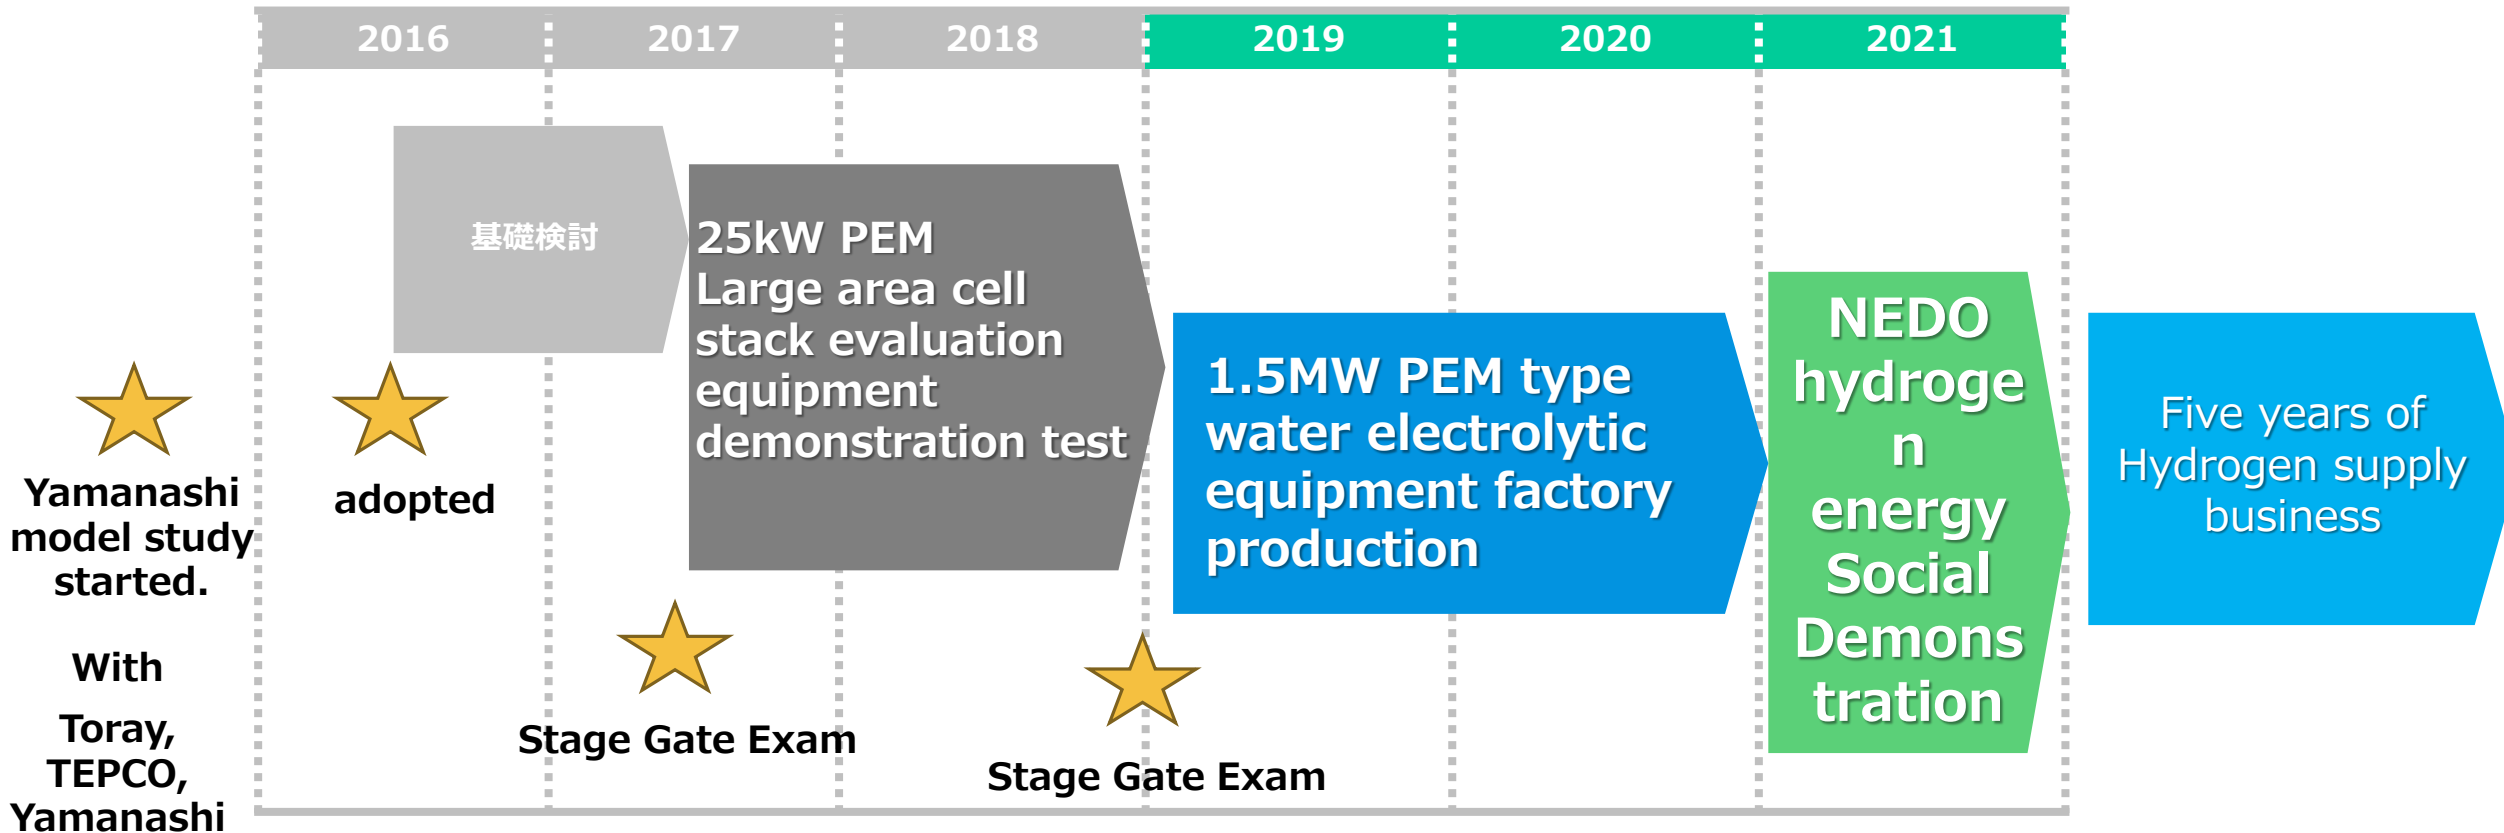 2016
2017
2018
2019
2020
2021
基礎検討
25kW PEM
Large area cell
stack evaluation
equipment
demonstration test
1.5MW PEM type
water electrolytic
equipment factory
production
NEDO
hydroge
n
energy
Social
Demons
tration
Five years of
Hydrogen supply
business
Yamanashi
model study
started.
With
Toray,
TEPCO,
Yamanashi
adopted
Stage Gate Exam
Stage Gate Exam